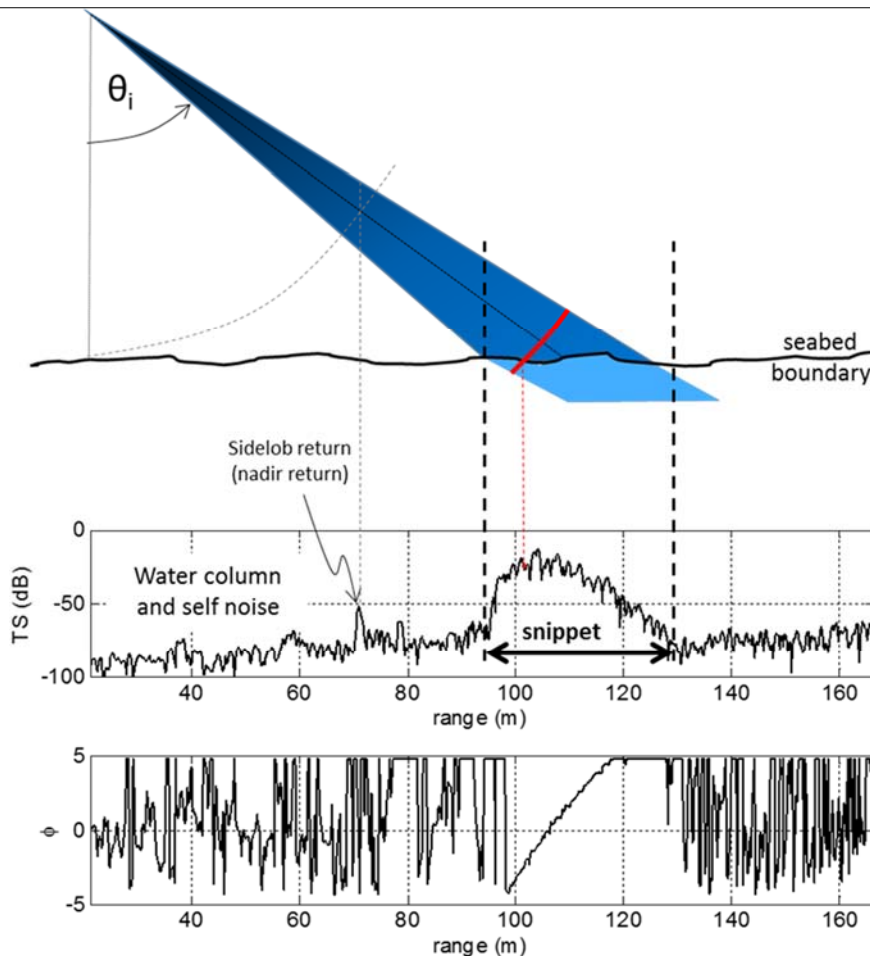 θi
seabed
boundary
Sidelob return
(nadir return)
0
-50
-100
TS (dB)
Water column
and self noise
snippet
40
60
80
100
120
140
160
range (m)
5
0
-5
ϕ
40
60
80
100
120
140
160
range (m)